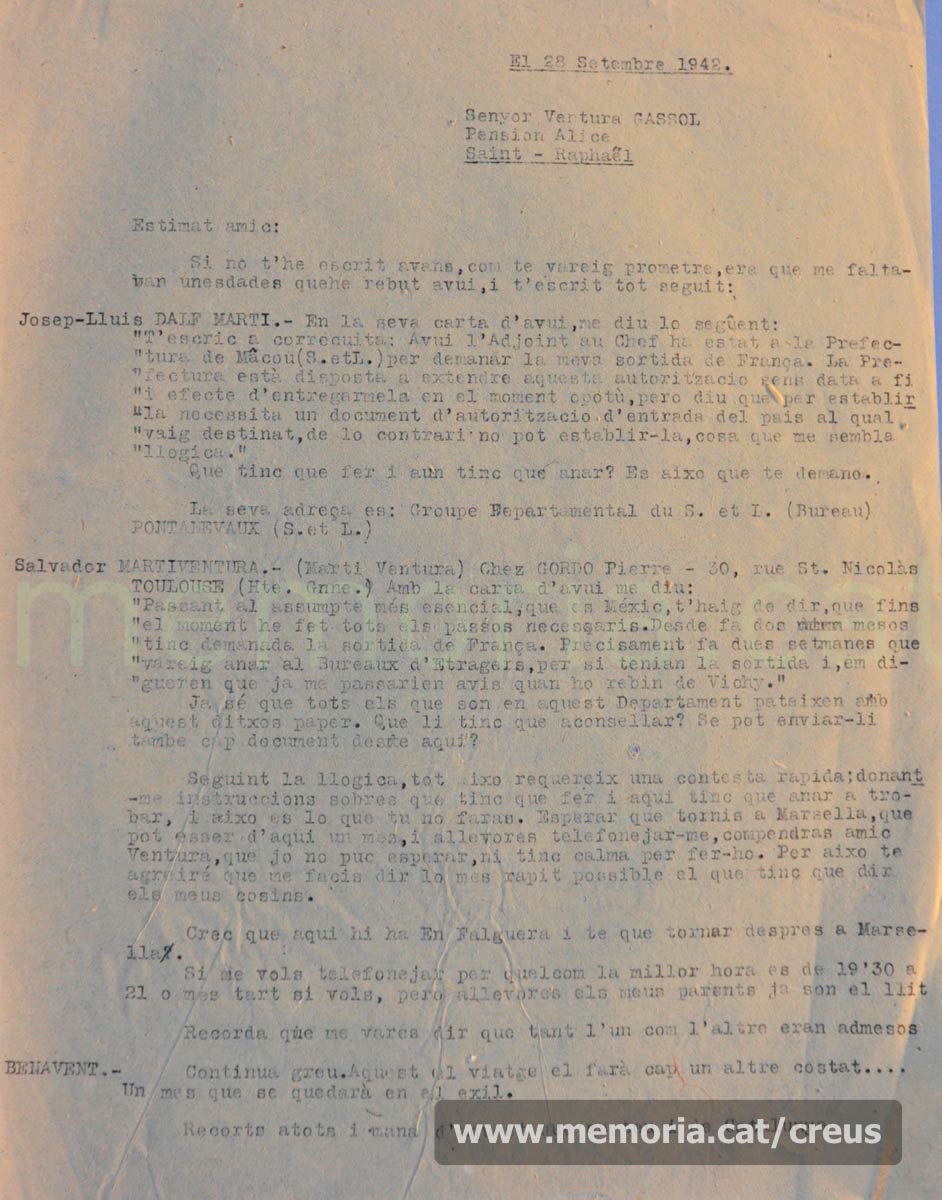 El 28 Setembre 1942.
Senyor Ventura GASSOL
Pension Alice
Saint - Raphaël
Estimat amic:
Si no t'he escrit avans,com te vareig prometre,era que me falta-
ban unesdades quehe rebut avui,i t'escrit tot seguit:
Josep-Lluis DALF MARTI.- En la seva carta d'avui,me diu lo següent:
"T'escric a correcuita: Avui l'Adjoint au Chef ha estat a la Prefec-
"tura de Mâcou(S.etL.)per demanar la meva sortida de França. La Pre-
"fectura està disposta a extendre aquesta autorització sens data a fi
"i efecte d'entregarmela en el moment opotù,pero diu que per establir
"la necessita un document d'autorització d'entrada del pais al qual
"vaig destinat,de lo contrari no pot establir-la,cosa que me sembla
"llogica."
Que tinc que fer i aun tinc que anar? Es aixo que te demano.
La seva adreça es: Groupe Departamental du S. et L. (Bureau)
PONTANEVAUX (S.et L.)
Salvador MARTIVENTURA.- (Marti Ventura) Chez GORDO Pierre - 30, rue St. Nicolàs
TOULOUSE (Hte. Gnne.) Amb la carta d'avui me diu:
"Passant al assumpte més esencial,que es Méxic,t'haig de dir,que fins
"el moment he fet tots els passos necessaris.Desde fa dos mesos
"tinc demanada la sortida de França. Precisament fa dues setmanes que
"vareig anar al Bureaux d'Etragers,per si tenian la sortida i,em di-
"gueren que ja me passarien avis quan ho rebin de Vichy."
Ja sé que tots els que son en aquest Departament pateixen amb
aquest ditxos paper. Que li tinc que aconsellar? Se pot enviar-li
tambe cap document desde aqui?
Seguint la llogica,tot aixo requereix una contesta rapida;donant
-me instruccions sobres que tinc que fer i aqui tinc que anar a tro-
bar, i aixo es lo que tu no faras. Esperar que tornis a Marsella,que
pot esser d'aqui un mes,i allevores telefonejar-me,compendras amic
Ventura,que jo no puc esperar,ni tinc calma per fer-ho. Per aixo te
agrairé que me facis dir lo mes rapit possible el que tinc que dir
els meus cosins.
Crec que aqui hi ha En Falguera i te que tornar despres a Marse-
lla.
Si me vols telefonejar per quelcom la millor hora es de 19'30 a
21 o mes tart si vols, pero allevores els meus parents ja son el llit
Recorda que me vares dir que tant l'un com l'altre eran admesos
BENAVENT.- Continua greu.Aquest el viatge el farà cap un altre costat....
Un mes que se quedarà en el exil.
Recorts atots i mana
www.memoria.cat/creus